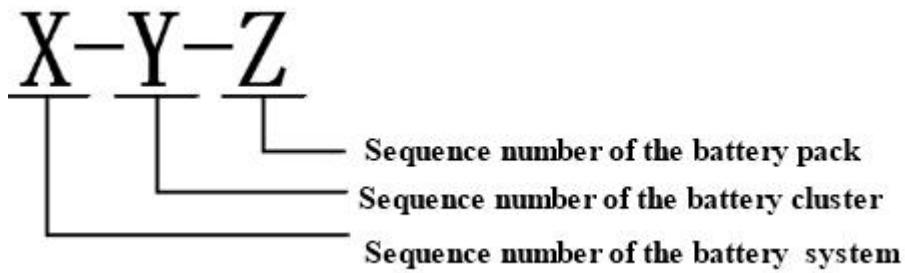 X-Y-Z
Sequence number of the battery pack
Sequence number of the battery cluster
Sequence number of the battery system